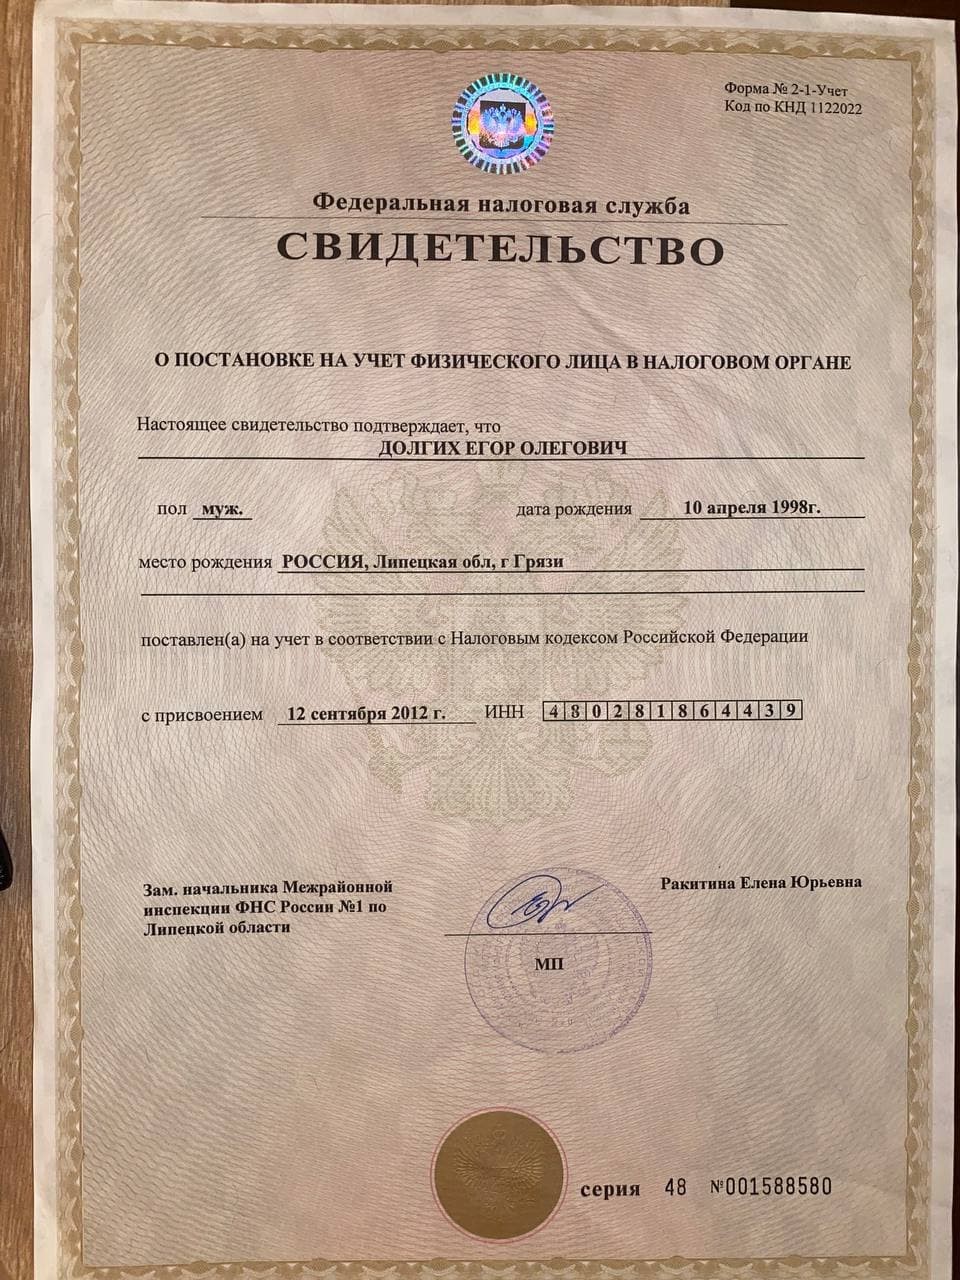 Форма № 2-1-Учет
Код по КНД 1122022
Федеральная налоговая служба
СВИДЕТЕЛЬСТВО
О ПОСТАНОВКЕ НА УЧЕТ ФИЗИЧЕСКОГО ЛИЦА В НАЛОГОВОМ ОРГАНЕ
Настоящее свидетельство подтверждает, что
ДОЛГИХ ЕГОР ОЛЕГОВИЧ
пол муж. дата рождения 10 апреля 1998г.
место рождения РОССИЯ, Липецкая обл, г Грязи
поставлен(а) на учет в соответствии с Налоговым кодексом Российской Федерации
с присвоением 12 сентября 2012 г. ИНН 480281864439
Зам. начальника Межрайонной
инспекции ФНС России №1 по
Липецкой области
Ракитина Елена Юрьевна
МП
серия 48 №001588580